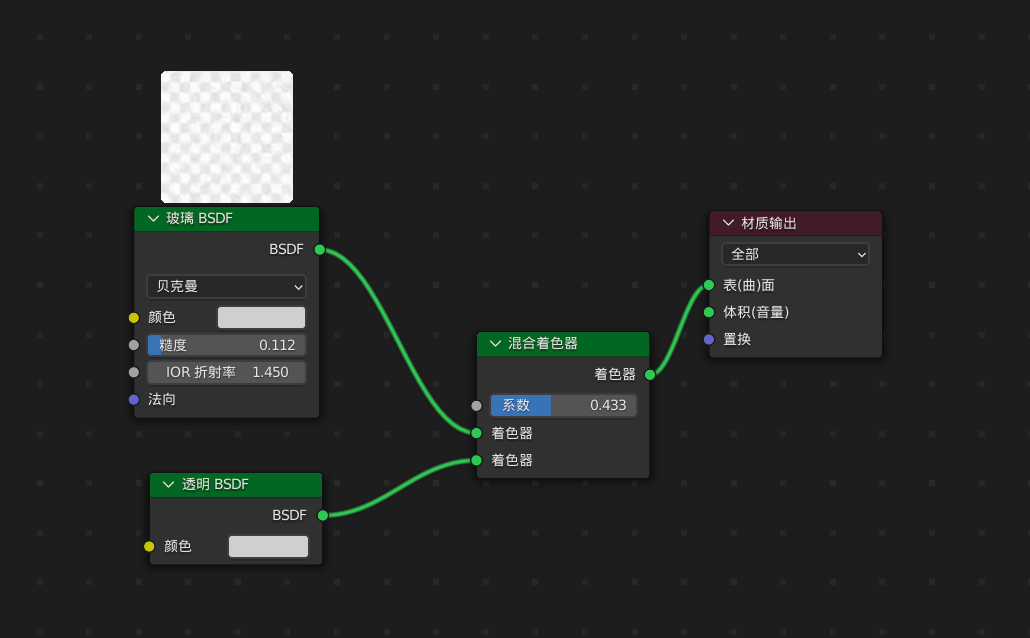 玻璃 BSDF
BSDF
贝克曼
颜色
糙度 0.112
IOR 折射率 1.450
法向
透明 BSDF
BSDF
颜色
混合着色器
着色器
系数 0.433
着色器
着色器
材质输出
全部
表(曲)面
体积(音量)
置换